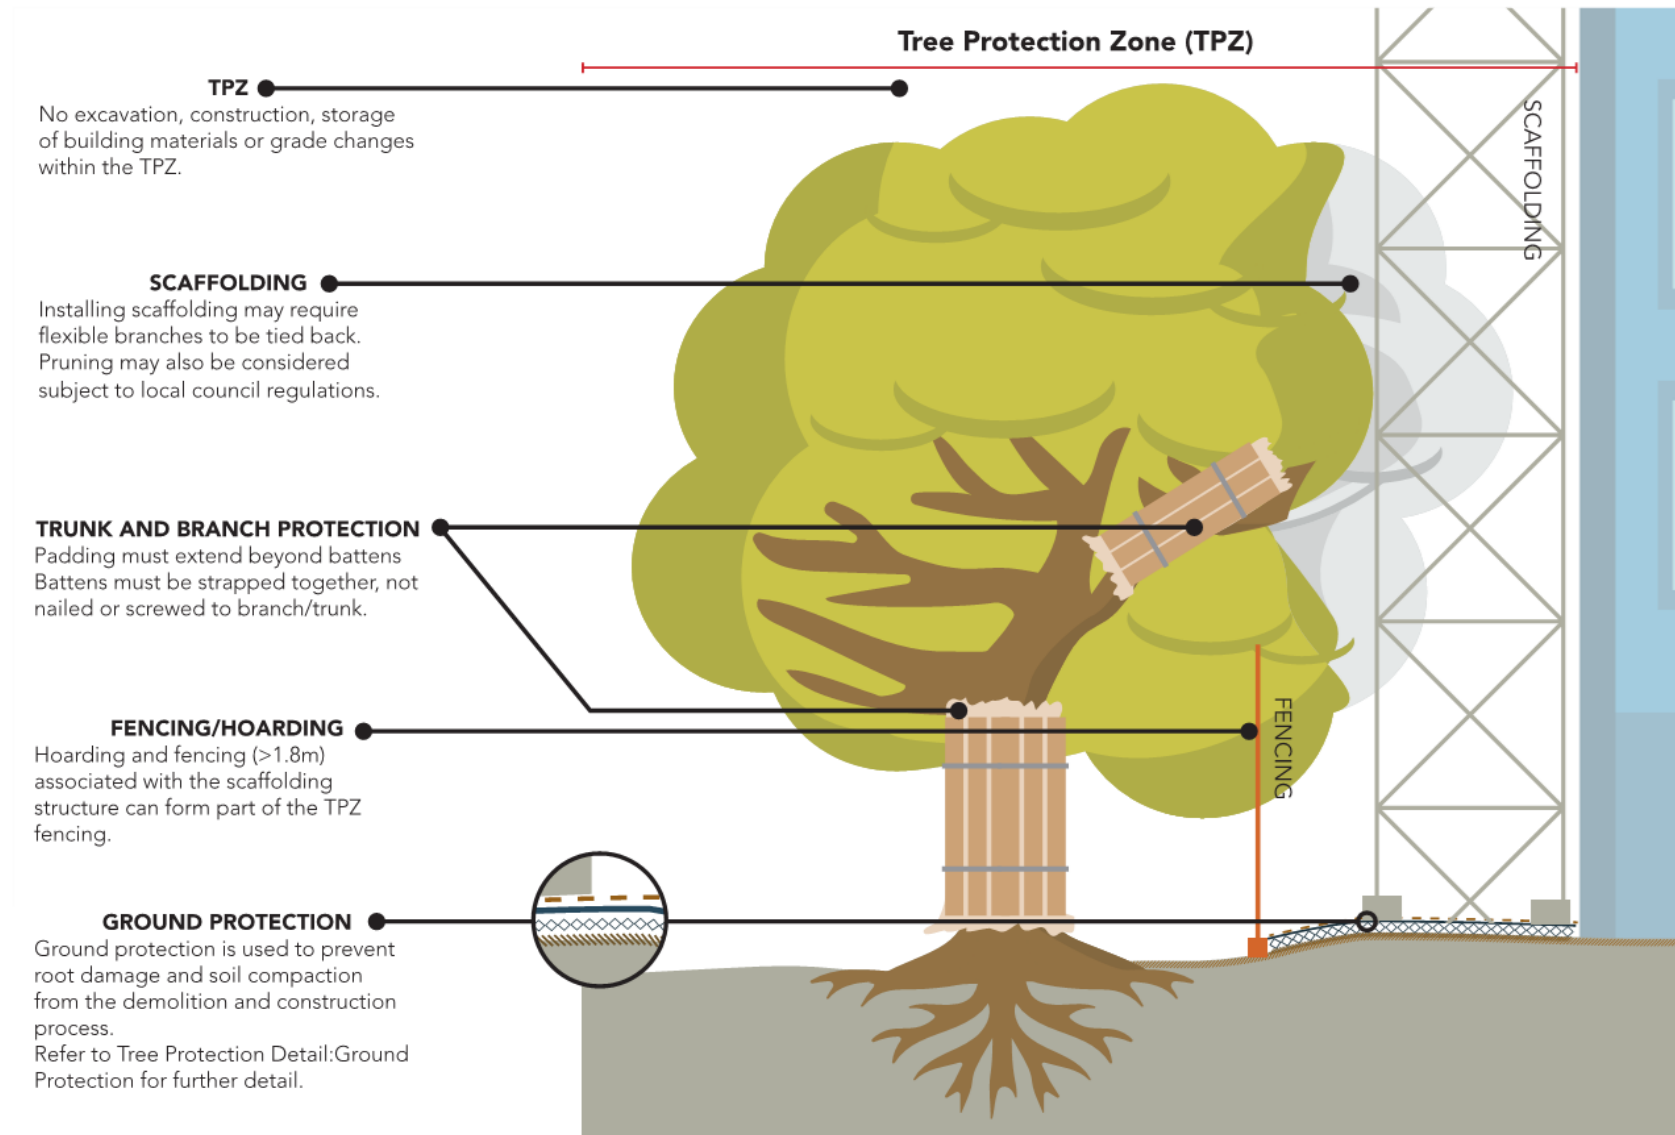 Tree Protection Zone (TPZ)
TPZ
No excavation, construction, storage
of building materials or grade changes
within the TPZ.
SCAFFOLDING
SCAFFOLDING
Installing scaffolding may require
flexible branches to be tied back.
Pruning may also be considered
subject to local council regulations.
TRUNK AND BRANCH PROTECTION
Padding must extend beyond battens
Battens must be strapped together, not
nailed or screwed to branch/trunk.
FENCING/HOARDING
Hoarding and fencing (>1.8m)
associated with the scaffolding
structure can form part of the TPZ
fencing.
FENCING
GROUND PROTECTION
Ground protection is used to prevent
root damage and soil compaction
from the demolition and construction
process.
Refer to Tree Protection Detail:Ground
Protection for further detail.